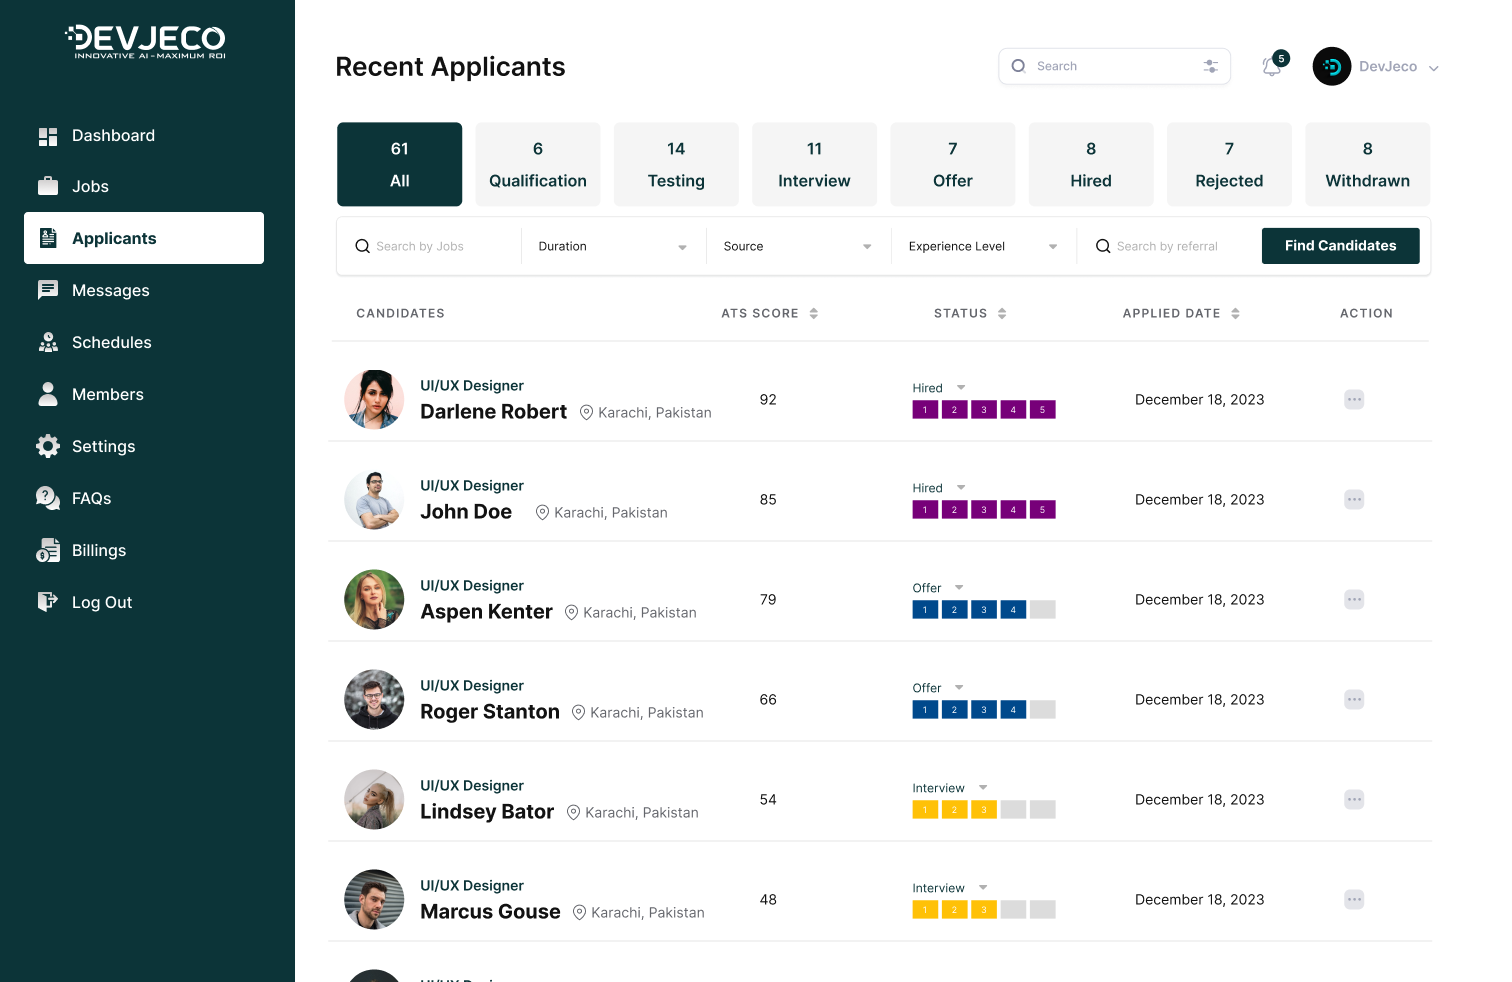 DEVJECO
INNOVATIVE AI-MAXIMUM ROI
Dashboard
Jobs
Applicants
Messages
Schedules
Members
Settings
FAQs
Billings
Log Out
Recent Applicants
Search
5
DevJeco
61
All
6
Qualification
14
Testing
11
Interview
7
Offer
8
Hired
7
Rejected
8
Withdrawn
Search by Jobs
Duration
Source
Experience Level
Search by referral
Find Candidates
CANDIDATES ATS SCORE STATUS APPLIED DATE ACTION
UI/UX Designer
Darlene Robert Karachi, Pakistan
92
Hired
1 2 3 4 5
December 18, 2023
UI/UX Designer
John Doe Karachi, Pakistan
85
Hired
1 2 3 4 5
December 18, 2023
UI/UX Designer
Aspen Kenter Karachi, Pakistan
79
Offer
1 2 3 4
December 18, 2023
UI/UX Designer
Roger Stanton Karachi, Pakistan
66
Offer
1 2 3 4
December 18, 2023
UI/UX Designer
Lindsey Bator Karachi, Pakistan
54
Interview
1 2 3
December 18, 2023
UI/UX Designer
Marcus Gouse Karachi, Pakistan
48
Interview
1 2 3
December 18, 2023